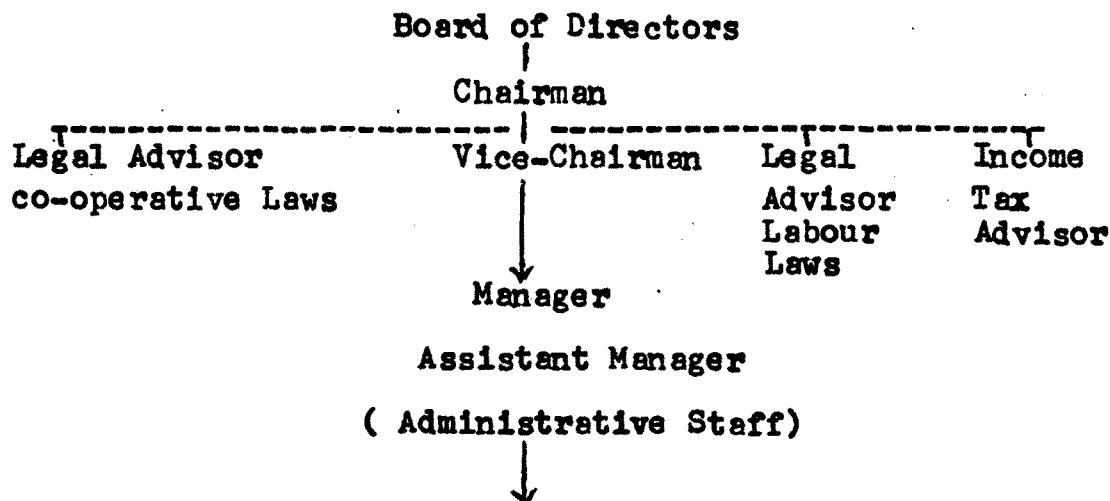 Board of Directors
Chairman
Legal Advisor Vice-Chairman Legal Income
co-operative Laws Advisor Tax
Labour Advisor
Laws
Manager
Assistant Manager
( Administrative Staff)